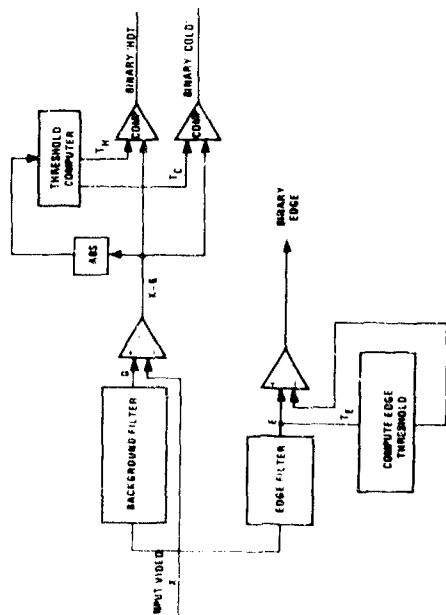 INPUT VIDEO
X
BACKGROUND FILTER
G
+
-
X-G
ABS
THRESHOLD
COMPUTER
T_H
T_C
COMP
BINARY 'HOT'
COMP
BINARY 'COLD'
EDGE FILTER
E
T_E
COMPUTE EDGE
THRESHOLD
BINARY
EDGE